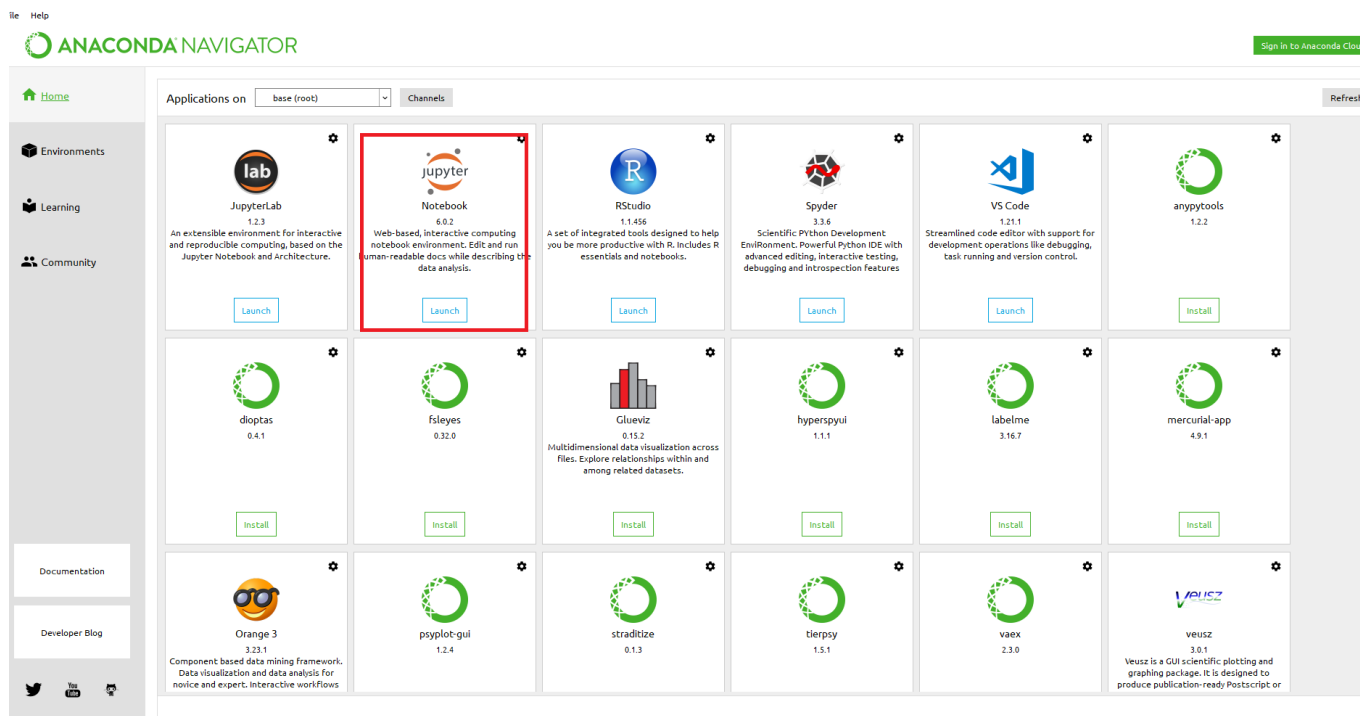 ile Help
ANACONDA NAVIGATOR
Sign in to Anaconda Clou
Home
Environments
Learning
Community
Documentation
Developer Blog
You
Tube
Applications on base (root) Channels
Refresh
lab
JupyterLab
1.2.3
An extensible environment for interactive
and reproducible computing, based on the
Jupyter Notebook and Architecture.
Launch
jupyter
Notebook
6.0.2
Web-based, interactive computing
notebook environment. Edit and run
human-readable docs while describing the
data analysis.
Launch
R
RStudio
1.1.456
A set of integrated tools designed to help
you be more productive with R. Includes R
essentials and notebooks.
Launch
Spyder
3.3.6
Scientific PYthon Development
EnviRonment. Powerful Python IDE with
advanced editing, interactive testing,
debugging and introspection features
Launch
VS Code
1.21.1
Streamlined code editor with support for
development operations like debugging,
task running and version control.
Launch
anypytools
1.2.2
Install
dioptas
0.4.1
Install
fsleyes
0.32.0
Install
Glueviz
0.15.2
Multidimensional data visualization across
files. Explore relationships within and
among related datasets.
Install
hyperspyui
1.1.1
Install
labelme
3.16.7
Install
mercurial-app
4.9.1
Install
Orange 3
3.23.1
Component based data mining framework.
Data visualization and data analysis for
novice and expert. Interactive workflows
psyplot-gui
1.2.4
straditize
0.1.3
tierpsy
1.5.1
vaex
2.3.0
Veusz
veusz
3.0.1
Veusz is a GUI scientific plotting and
graphing package. It is designed to
produce publication-ready Postscript or